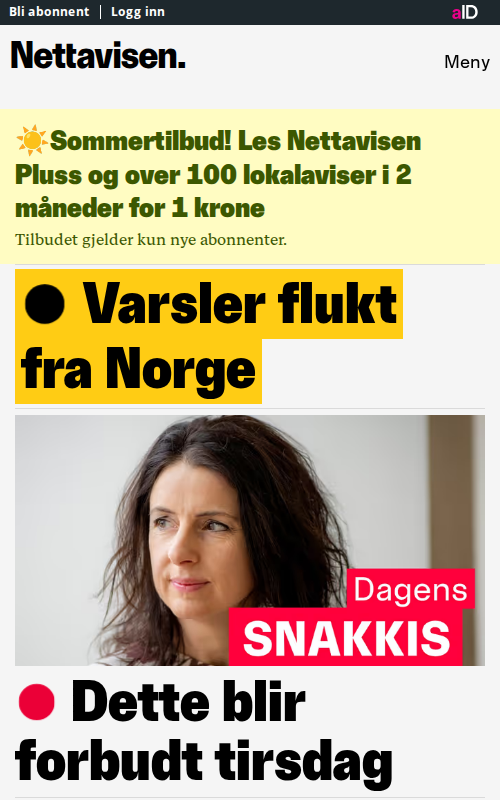 Bli abonnent | Logg inn
aID
Nettavisen.
Meny
☀️Sommertilbud! Les Nettavisen
Pluss og over 100 lokalaviser i 2
måneder for 1 krone
Tilbudet gjelder kun nye abonnenter.
● Varsler flukt
fra Norge
Dagens
SNAKKIS
● Dette blir
forbudt tirsdag